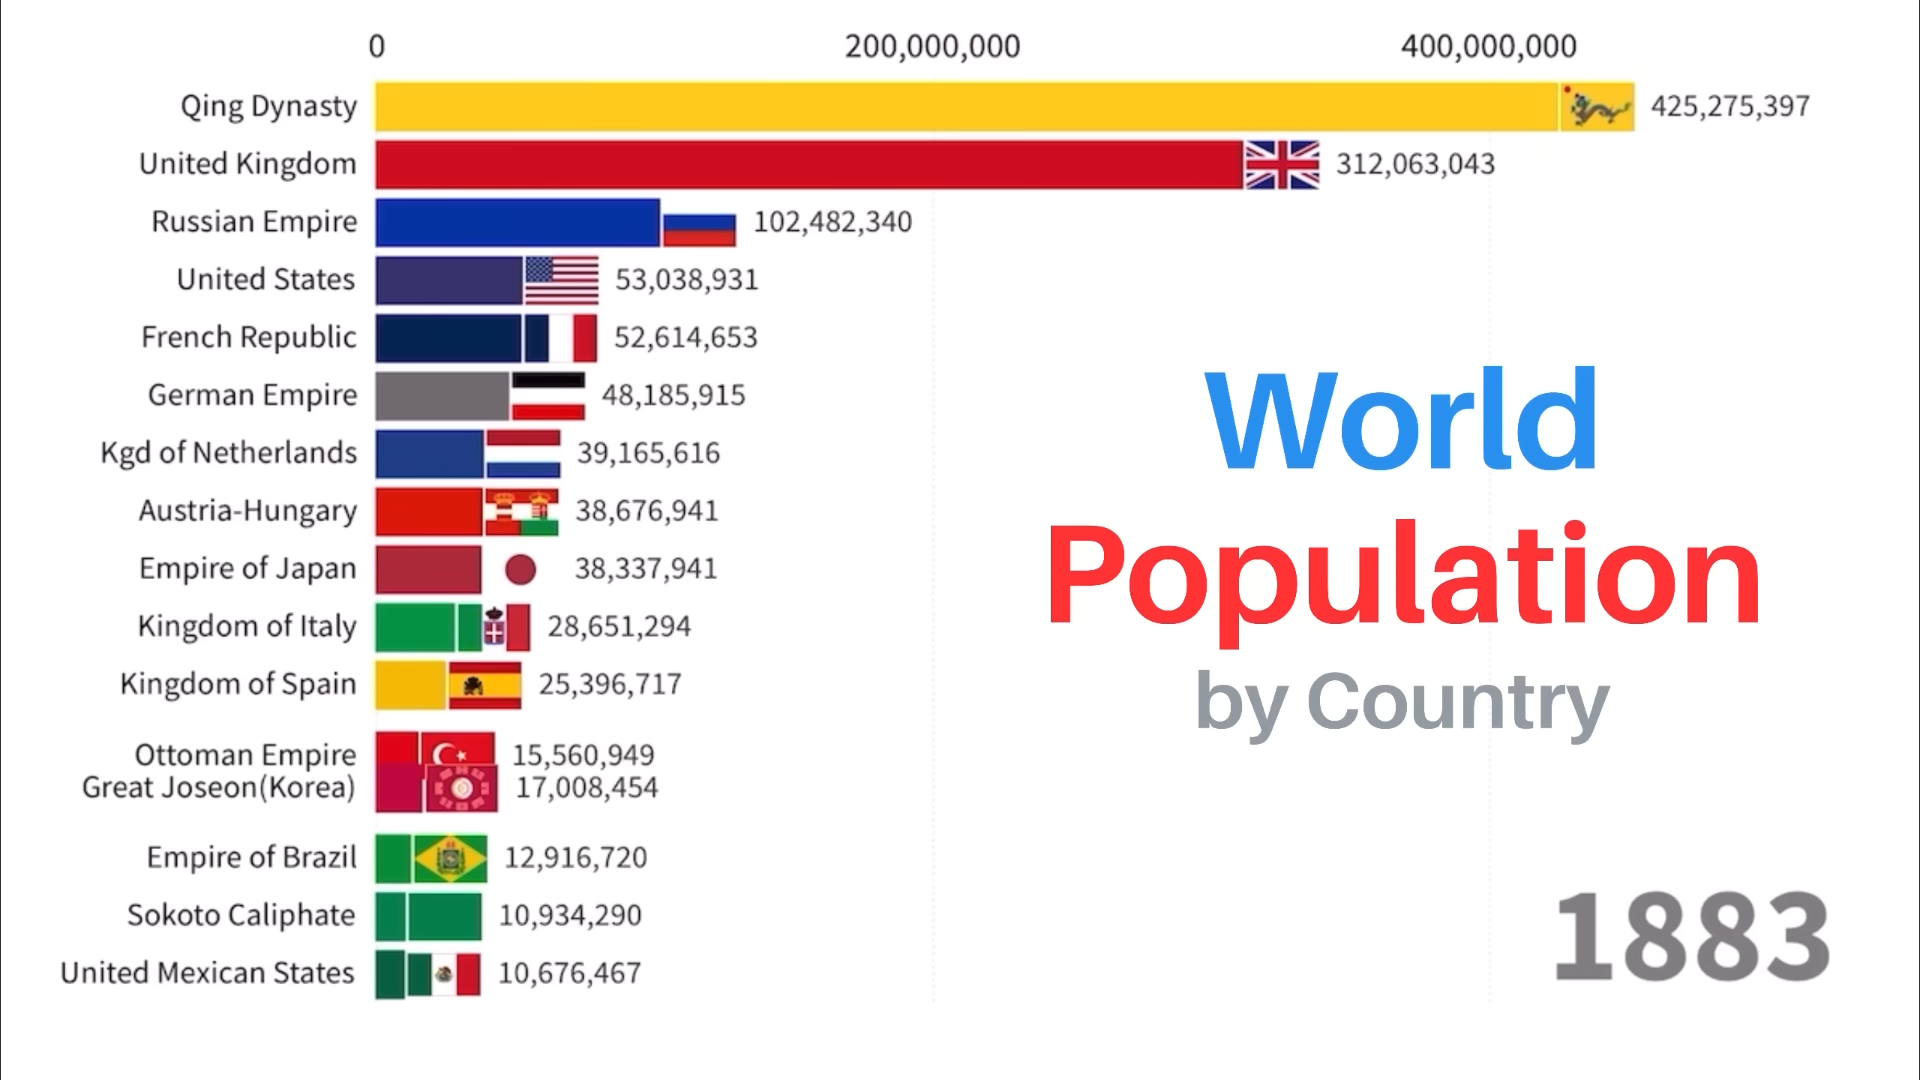 0 200,000,000 400,000,000
Qing Dynasty 425,275,397
United Kingdom 312,063,043
Russian Empire 102,482,340
United States 53,038,931
French Republic 52,614,653
German Empire 48,185,915
Kgd of Netherlands 39,165,616
Austria-Hungary 38,676,941
Empire of Japan 38,337,941
Kingdom of Italy 28,651,294
Kingdom of Spain 25,396,717
Ottoman Empire 15,560,949
Great Joseon(Korea) 17,008,454
Empire of Brazil 12,916,720
Sokoto Caliphate 10,934,290
United Mexican States 10,676,467
World
Population
by Country
1883